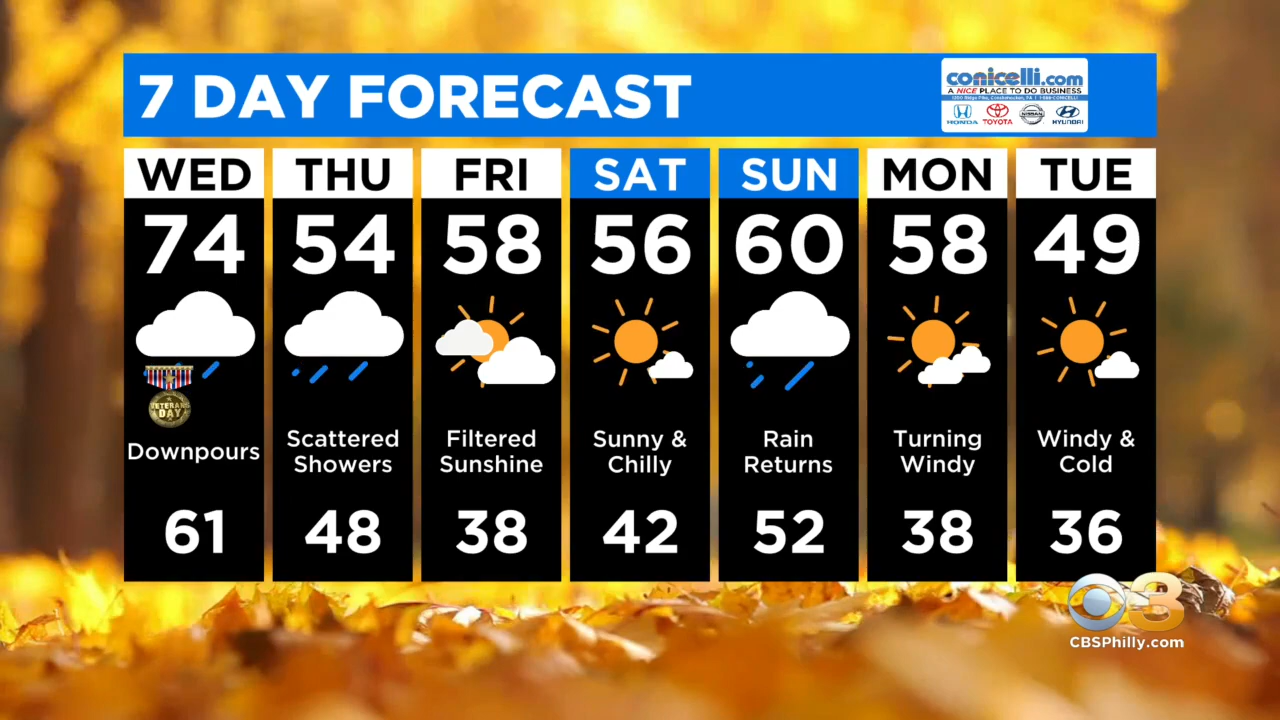 7 DAY FORECAST
conicelli.com
A NICE PLACE TO DO BUSINESS
HONDA TOYOTA NISSAN HYUNDAI
WED THU FRI SAT SUN MON TUE
74 54 58 56 60 58 49
VETERANS
DAY
Downpours
Scattered
Showers
Filtered
Sunshine
Sunny &
Chilly
Rain
Returns
Turning
Windy
Windy &
Cold
61 48 38 42 52 38 36
3
CBSPhilly.com